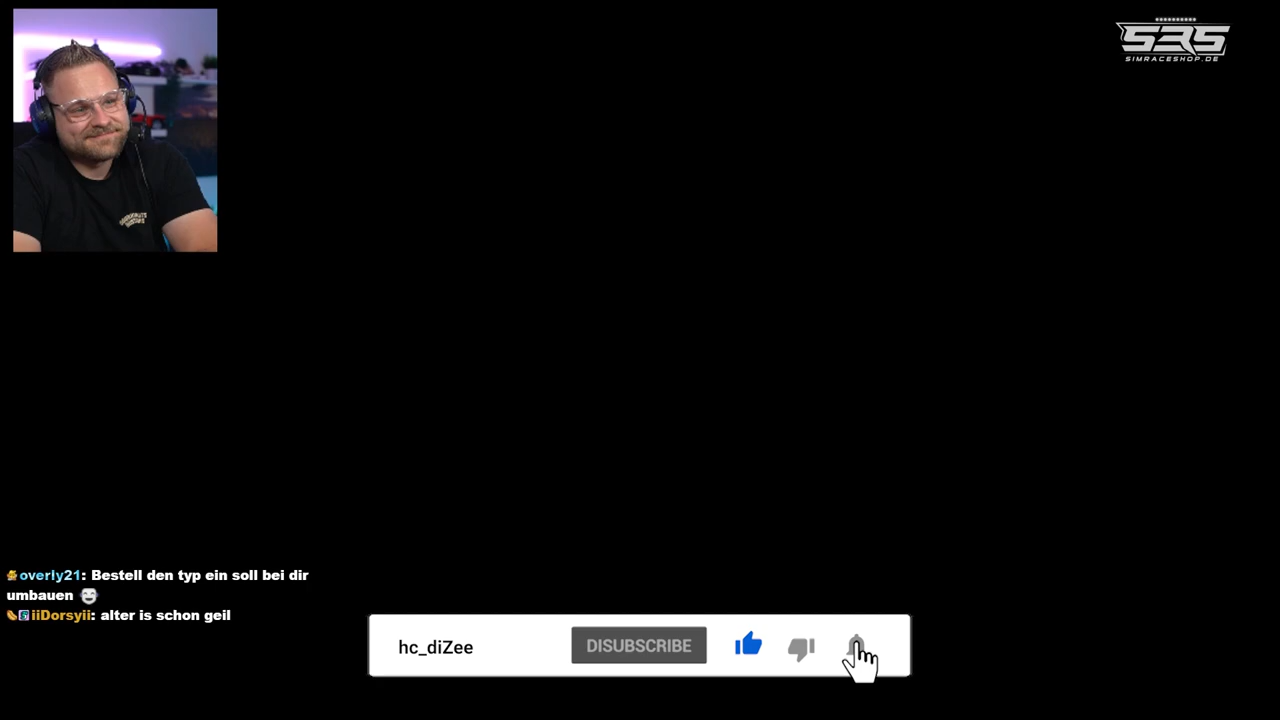 SRS
SIMRACESHOP.DE
overly21: Bestell den typ ein soll bei dir
umbauen
iiDorsyii: alter is schon geil
hc_diZee
DISUBSCRIBE